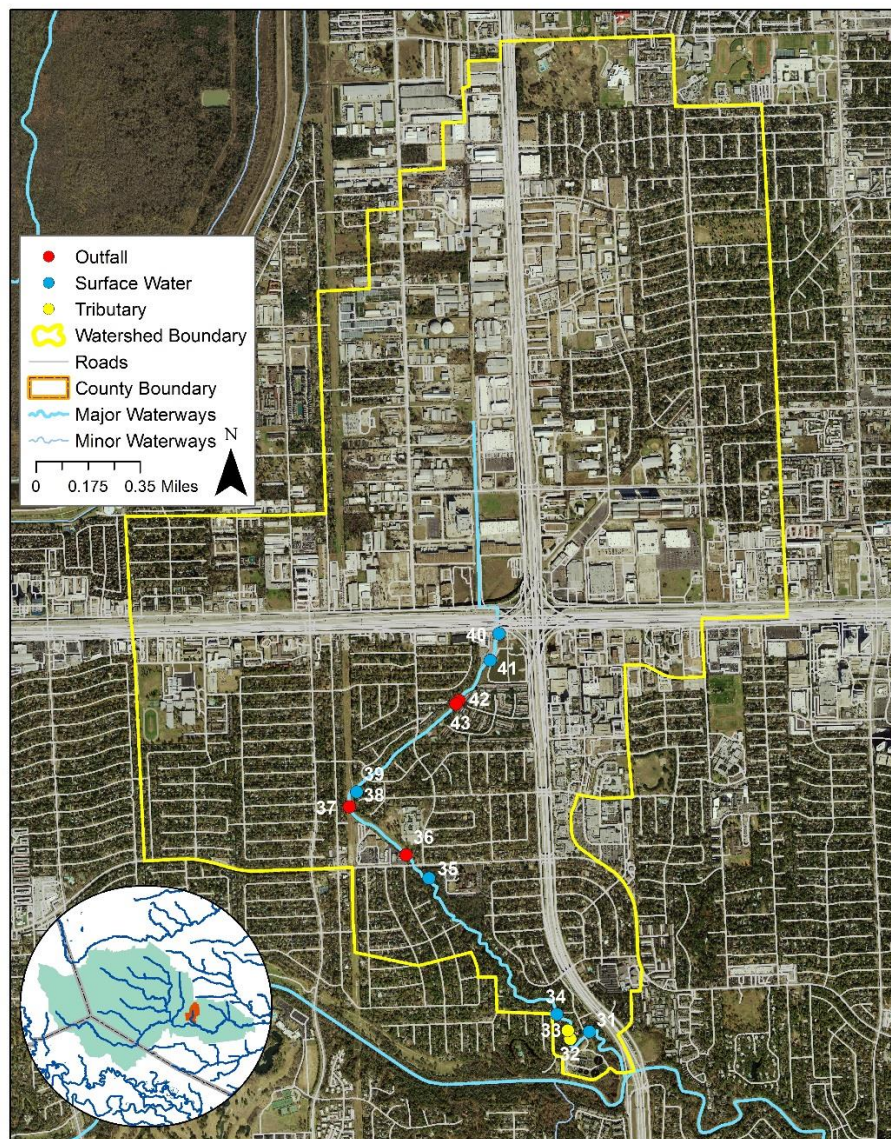 Outfall
Surface Water
Tributary
Watershed Boundary
Roads
County Boundary
Major Waterways
Minor Waterways
N
0 0.175 0.35 Miles
40
41
42
43
39
38
37
36
35
34
31
33
32